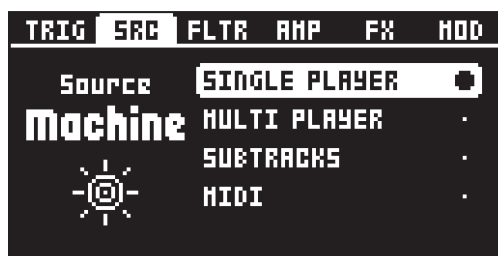 TRIG SRC FLTR AMP FX MOD
Source
Machine
SINGLE PLAYER
MULTI PLAYER
SUBTRACKS
MIDI